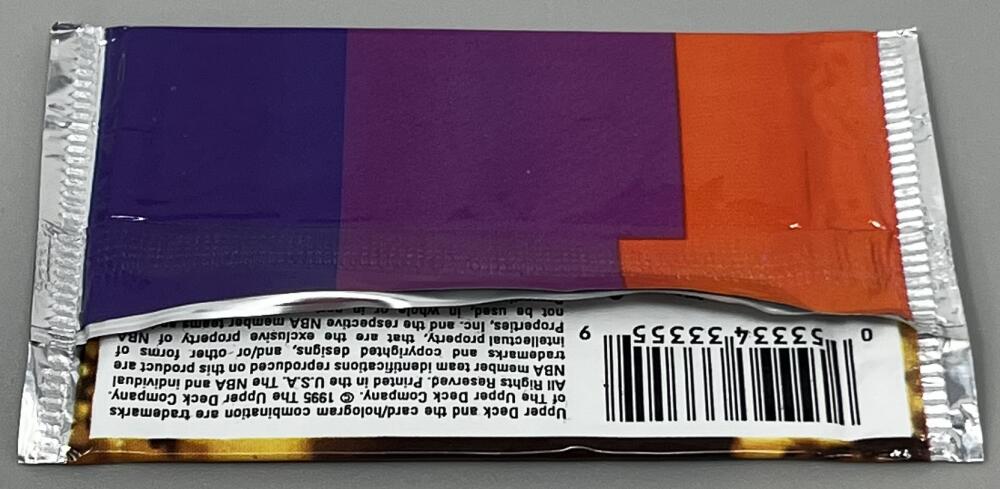 Upper Deck and the card/hologram combination are trademarks
of The Upper Deck Company. © 1995 The Upper Deck Company.
All Rights Reserved. Printed in the U.S.A. The NBA and individual
NBA member team identifications reproduced on this product are
trademarks and copyrighted designs, and/or other forms of
intellectual property, that are the exclusive property of NBA
Properties, Inc. and the respective NBA member teams
not be used, in whole or in
0 53334 33355 9